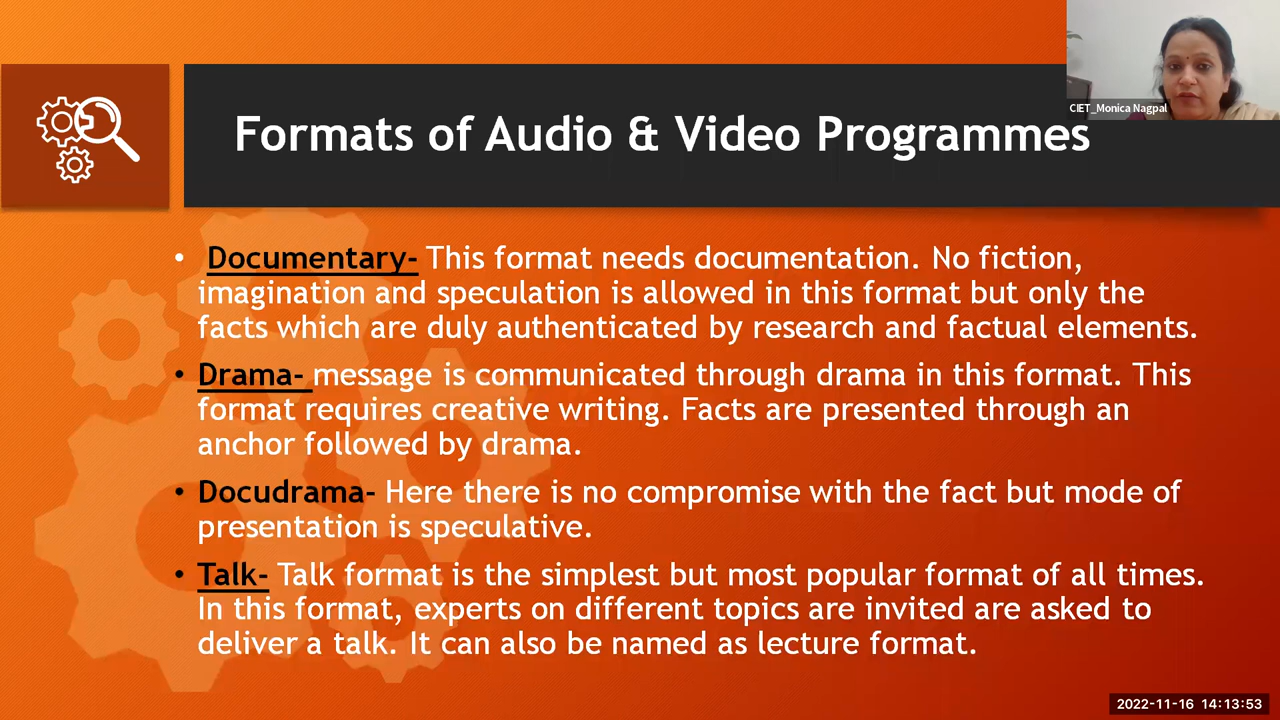 CIET_Monica Nagpal
Formats of Audio & Video Programmes
• Documentary- This format needs documentation. No fiction,
imagination and speculation is allowed in this format but only the
facts which are duly authenticated by research and factual elements.
• Drama- message is communicated through drama in this format. This
format requires creative writing. Facts are presented through an
anchor followed by drama.
• Docudrama- Here there is no compromise with the fact but mode of
presentation is speculative.
• Talk- Talk format is the simplest but most popular format of all times.
In this format, experts on different topics are invited are asked to
deliver a talk. It can also be named as lecture format.
2022-11-16 14:13:53